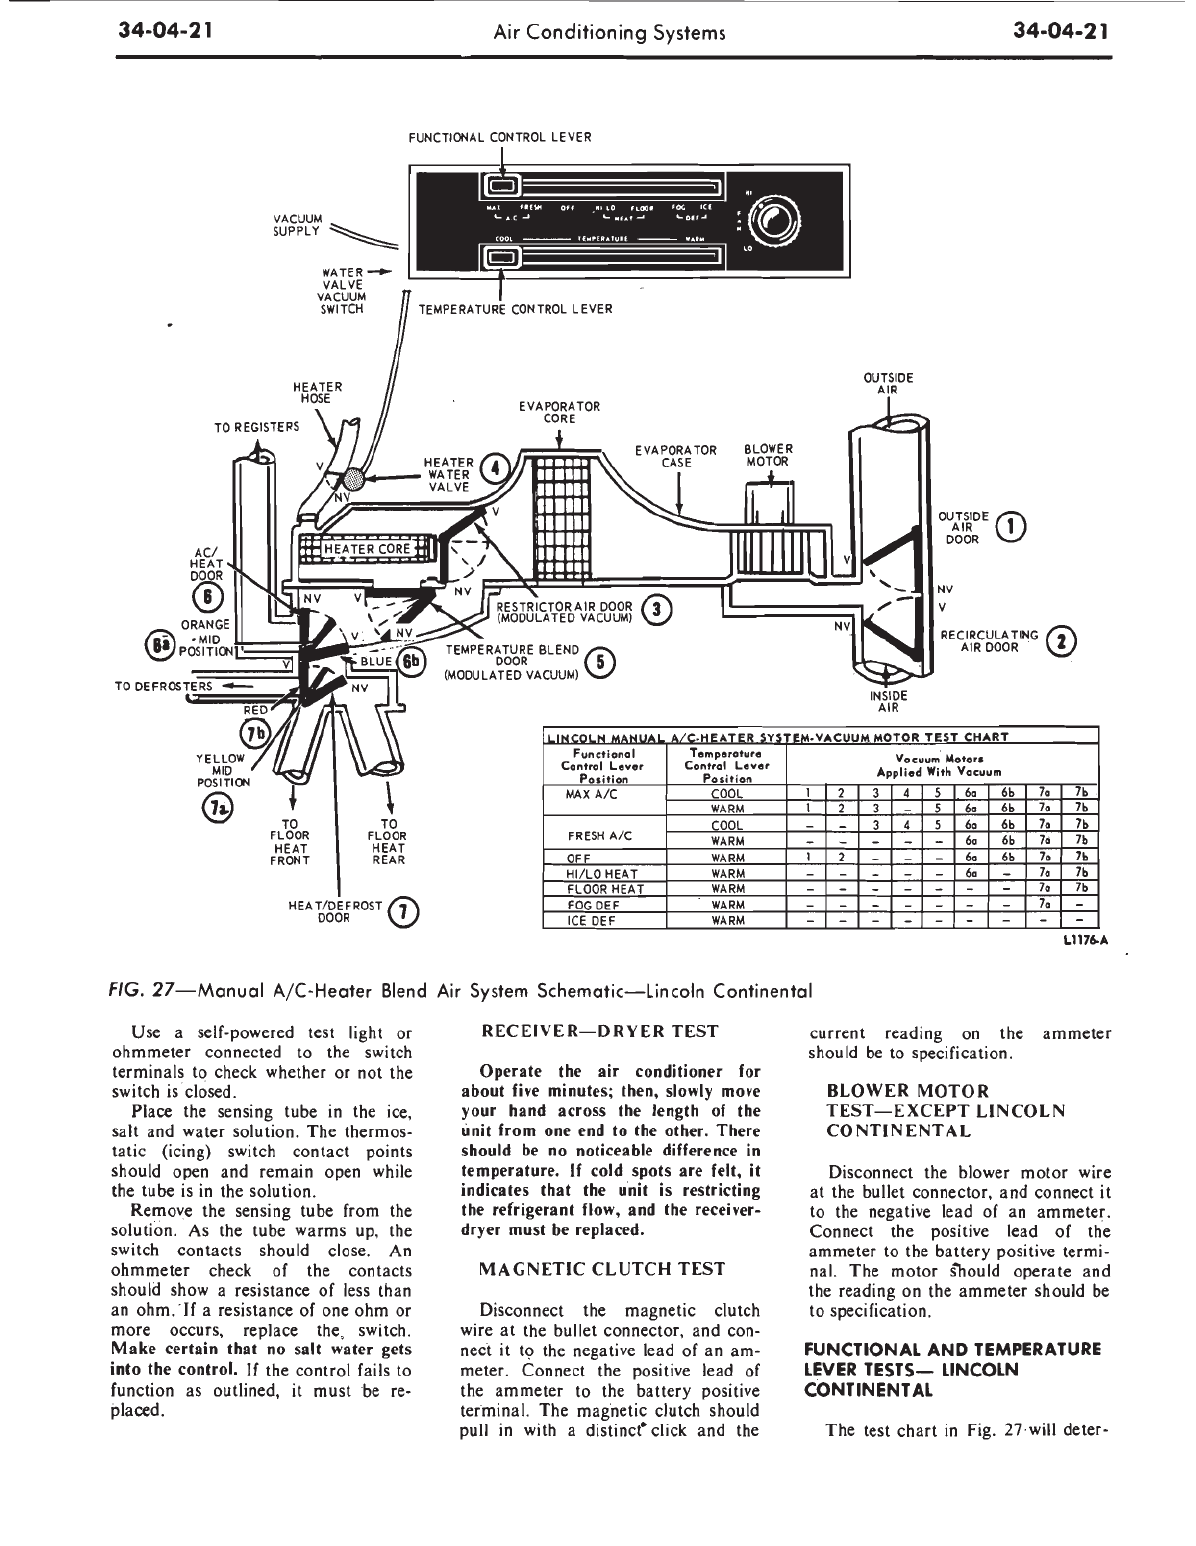 34-04-21
Air Conditioning Systems
34-04-21
FUNCTIONAL CONTROL LEVER
MAX FRESH OFF HI LO FLOOR FOG ICE
A.C HEAT DEF
COOL TEMPERATURE WARM
HI
FAN
LO
VACUUM
SUPPLY
WATER
VALVE
VACUUM
SWITCH
TEMPERATURE CONTROL LEVER
HEATER
HOSE
TO REGISTERS
V
NV
HEATER
WATER
VALVE
4
EVAPORATOR
CORE
EVAPORATOR
CASE
BLOWER
MOTOR
OUTSIDE
AIR
OUTSIDE
AIR
DOOR
1
V
NV
V
NV
RECIRCULATING
AIR DOOR
2
INSIDE
AIR
HEATER CORE
V
NV
RESTRICTOR AIR DOOR
(MODULATED VACUUM)
3
AC/
HEAT
DOOR
6
NV
V
V
NV
ORANGE
-MID
POSITION
6a
V
BLUE
6b
TEMPERATURE BLEND
DOOR
(MODULATED VACUUM)
5
TO DEFROSTERS
NV
RED
7b
YELLOW
MID
POSITION
7a
TO
FLOOR
HEAT
FRONT
TO
FLOOR
HEAT
REAR
HEAT/DEFROST
DOOR
7
LINCOLN MANUAL A/C-HEATER SYSTEM-VACUUM MOTOR TEST CHART
Functional Control Lever Position
Temperature Control Lever Position
Vacuum Motors Applied With Vacuum
MAX A/C COOL 1 2 3 4 5 6a 6b 7a 7b
WARM 1 2 3 – 5 6a 6b 7a 7b
FRESH A/C COOL – – 3 4 5 6a 6b 7a 7b
WARM – – – – – 6a 6b 7a 7b
OFF WARM 1 2 – – – 6a 6b 7a 7b
HI/LO HEAT WARM – – – – – 6a – 7a 7b
FLOOR HEAT WARM – – – – – – – 7a 7b
FOG DEF WARM – – – – – – – 7a –
ICE DEF WARM – – – – – – – – –
L1176-A
FIG. 27—Manual A/C-Heater Blend Air System Schematic—Lincoln Continental
Use a self-powered test light or
ohmmeter connected to the switch
terminals to check whether or not the
switch is closed.
Place the sensing tube in the ice,
salt and water solution. The thermos-
tatic (icing) switch contact points
should open and remain open while
the tube is in the solution.
Remove the sensing tube from the
solution. As the tube warms up, the
switch contacts should close. An
ohmmeter check of the contacts
should show a resistance of less than
an ohm. If a resistance of one ohm or
more occurs, replace the switch.
Make certain that no salt water gets
into the control. If the control fails to
function as outlined, it must be re-
placed.
RECEIVER—DRYER TEST
Operate the air conditioner for
about five minutes; then, slowly move
your hand across the length of the
unit from one end to the other. There
should be no noticeable difference in
temperature. If cold spots are felt, it
indicates that the unit is restricting
the refrigerant flow, and the receiver-
dryer must be replaced.
MAGNETIC CLUTCH TEST
Disconnect the magnetic clutch
wire at the bullet connector, and con-
nect it to the negative lead of an am-
meter. Connect the positive lead of
the ammeter to the battery positive
terminal. The magnetic clutch should
pull in with a distinct click and the
current reading on the ammeter
should be to specification.
BLOWER MOTOR
TEST—EXCEPT LINCOLN
CONTINENTAL
Disconnect the blower motor wire
at the bullet connector, and connect it
to the negative lead of an ammeter.
Connect the positive lead of the
ammeter to the battery positive termi-
nal. The motor should operate and
the reading on the ammeter should be
to specification.
FUNCTIONAL AND TEMPERATURE
LEVER TESTS— LINCOLN
CONTINENTAL
The test chart in Fig. 27 will deter-